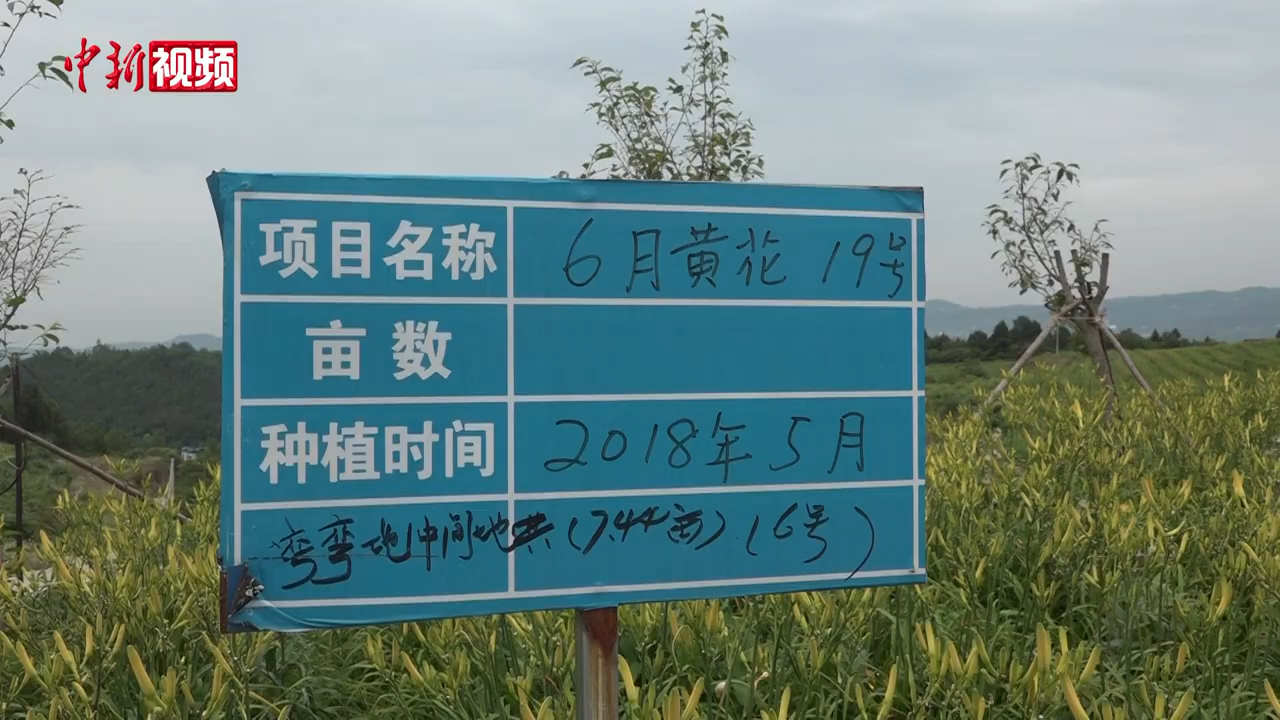 中新视频
项目名称 6月黄花 19号
亩数
种植时间 2018年5月
弯弯地中间地共(7.44亩)(6号)